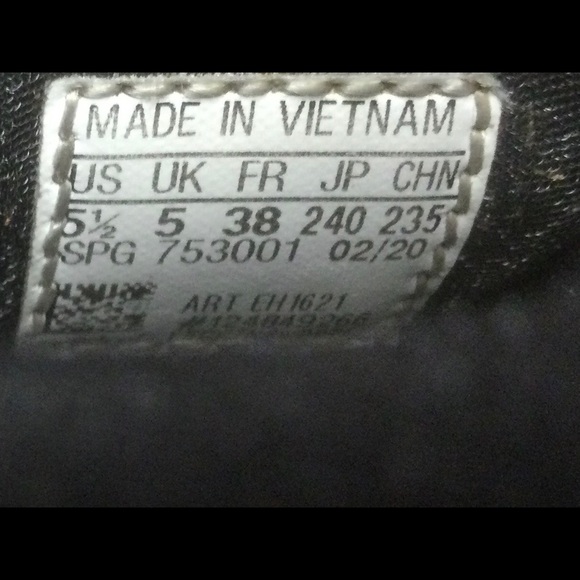 MADE IN VIETNAM
US UK FR JP CHN
5½ 5 38 240 235
SPG 753001 02/20
ART EH1621